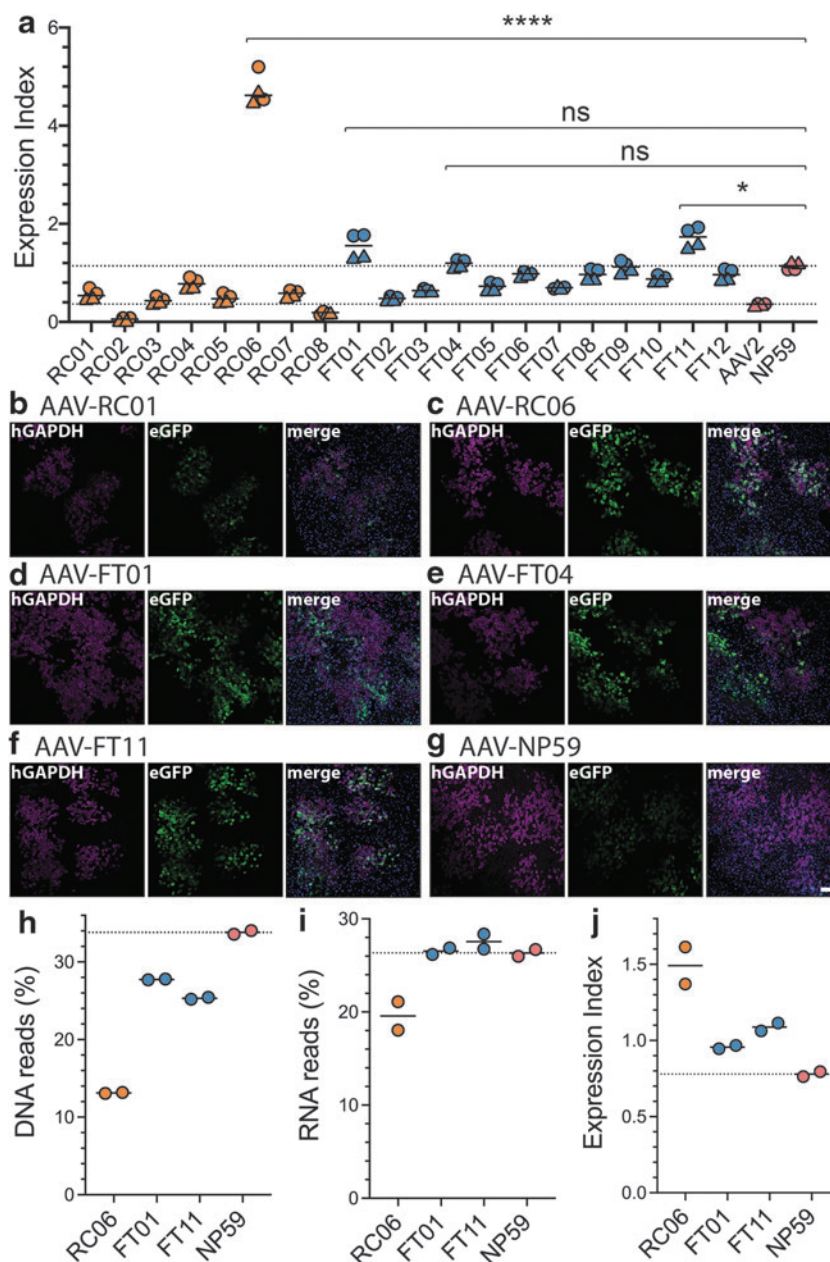 a
6
4
2
0
Expression Index
****
ns
ns
*
RC01 RC02 RC03 RC04 RC05 RC06 RC07 RC08 FT01 FT02 FT03 FT04 FT05 FT06 FT07 FT08 FT09 FT10 FT11 FT12 AAV2 NP59
b AAV-RC01
hGAPDH eGFP merge
c AAV-RC06
hGAPDH eGFP merge
d AAV-FT01
hGAPDH eGFP merge
e AAV-FT04
hGAPDH eGFP merge
f AAV-FT11
hGAPDH eGFP merge
g AAV-NP59
hGAPDH eGFP merge
h
30
20
10
0
DNA reads (%)
RC06 FT01 FT11 NP59
i
30
20
10
0
RNA reads (%)
RC06 FT01 FT11 NP59
j
1.5
1.0
0.5
0.0
Expression Index
RC06 FT01 FT11 NP59